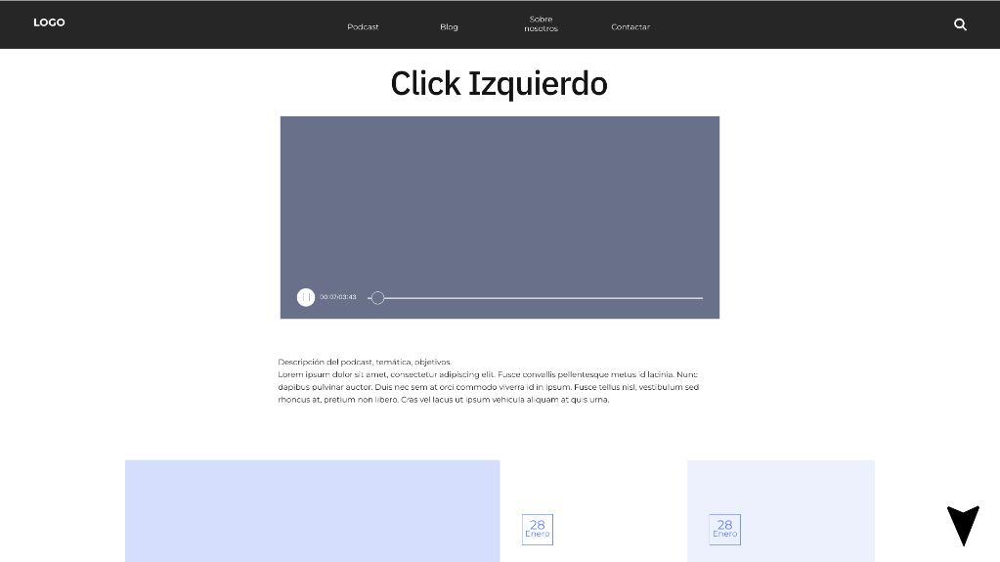 LOGO
Podcast
Blog
Sobre
nosotros
Contactar
Click Izquierdo
00:07/03:43
Descripción del podcast, temática, objetivos.
Lorem ipsum dolor sit amet, consectetur adipiscing elit. Fusce convallis pellentesque metus id lacinia. Nunc
dapibus pulvinar auctor. Duis nec sem at orci commodo viverra id in ipsum. Fusce tellus nisl, vestibulum sed
rhoncus at, pretium non libero. Cras vel lacus ut ipsum vehicula aliquam at quis urna.
28
Enero
28
Enero